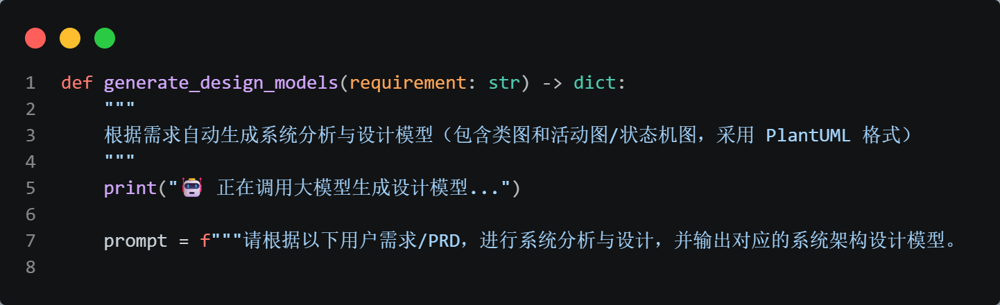 1 def generate_design_models(requirement: str) -> dict:
2     """
3     根据需求自动生成系统分析与设计模型（包含类图和活动图/状态机图，采用 PlantUML 格式）
4     """
5     print("🤖 正在调用大模型生成设计模型...")
6
7     prompt = f"""请根据以下用户需求/PRD，进行系统分析与设计，并输出对应的系统架构设计模型。
8